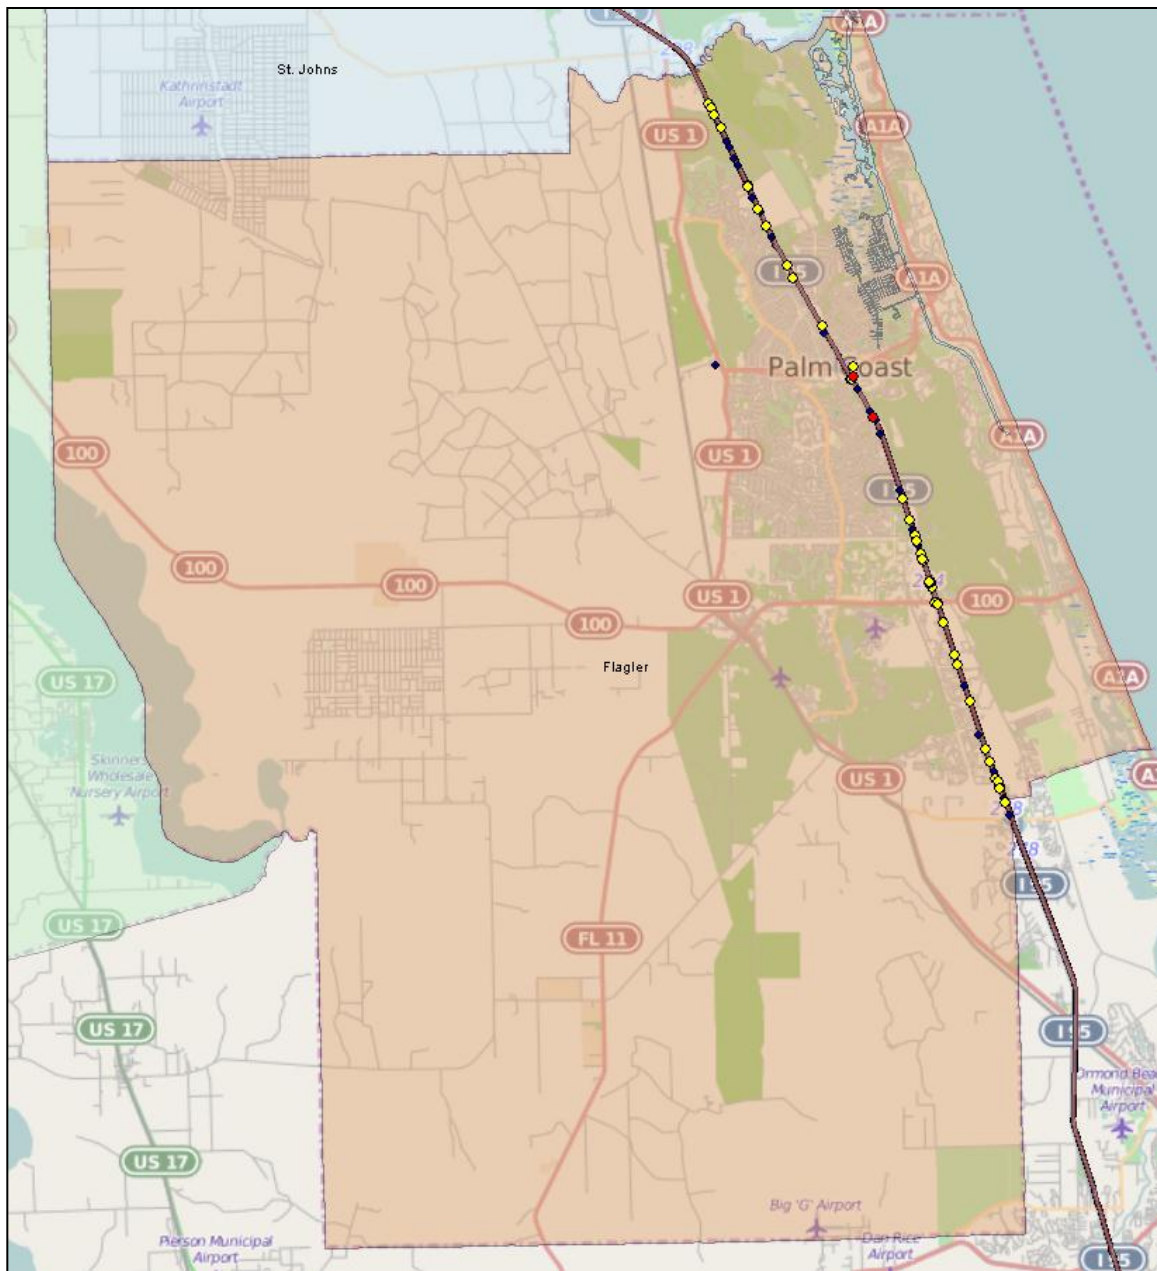 A1A
St. Johns
Kathrinstadt
Airport
US 1
A1A
I 95
A1A
Palm Coast
A1A
100
US 1
I 95
100
100
US 1
100
100
Flagler
A1A
US 17
Skinners
Wholesale
Nursery Airport
US 1
I 95
US 17
FL 11
US 17
I 95
Ormond Beac
Municipal
Airport
US 17
Big 'G' Airport
Pierson Municipal
Airport
Dan Rice
Airport
I 95